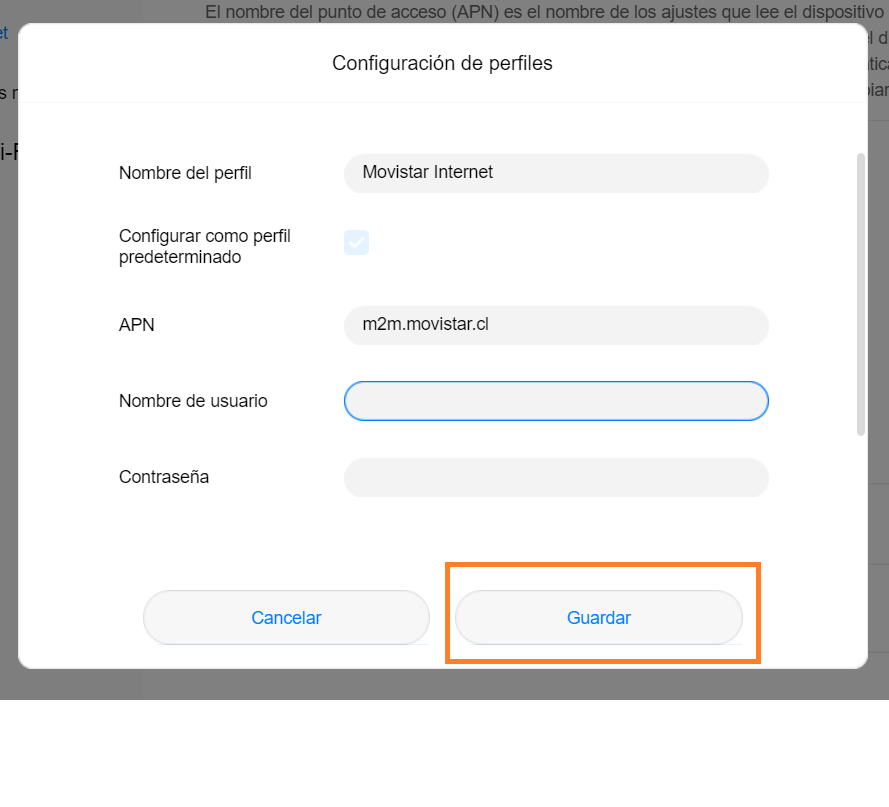 El nombre del punto de acceso (APN) es el nombre de los ajustes que lee el dispositivo
Configuración de perfiles
Nombre del perfil
Movistar Internet
Configurar como perfil
predeterminado
APN
m2m.movistar.cl
Nombre de usuario
Contraseña
Cancelar
Guardar